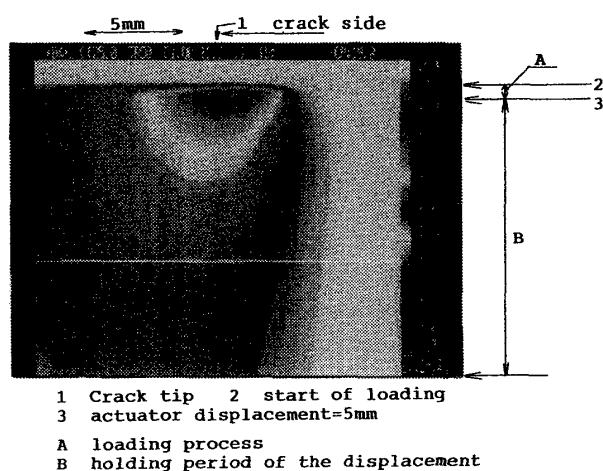 5mm 1 crack side
A
2
3
B
1 Crack tip 2 start of loading
3 actuator displacement=5mm
A loading process
B holding period of the displacement